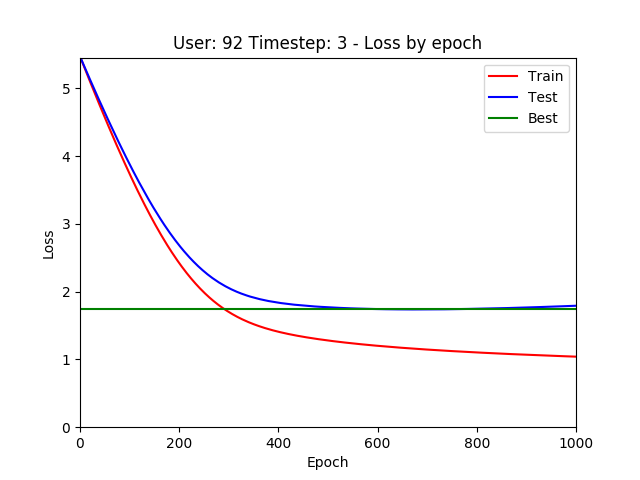 User: 92 Timestep: 3 - Loss by epoch
Train
Test
Best
Loss
5
4
3
2
1
0
0 200 400 600 800 1000
Epoch